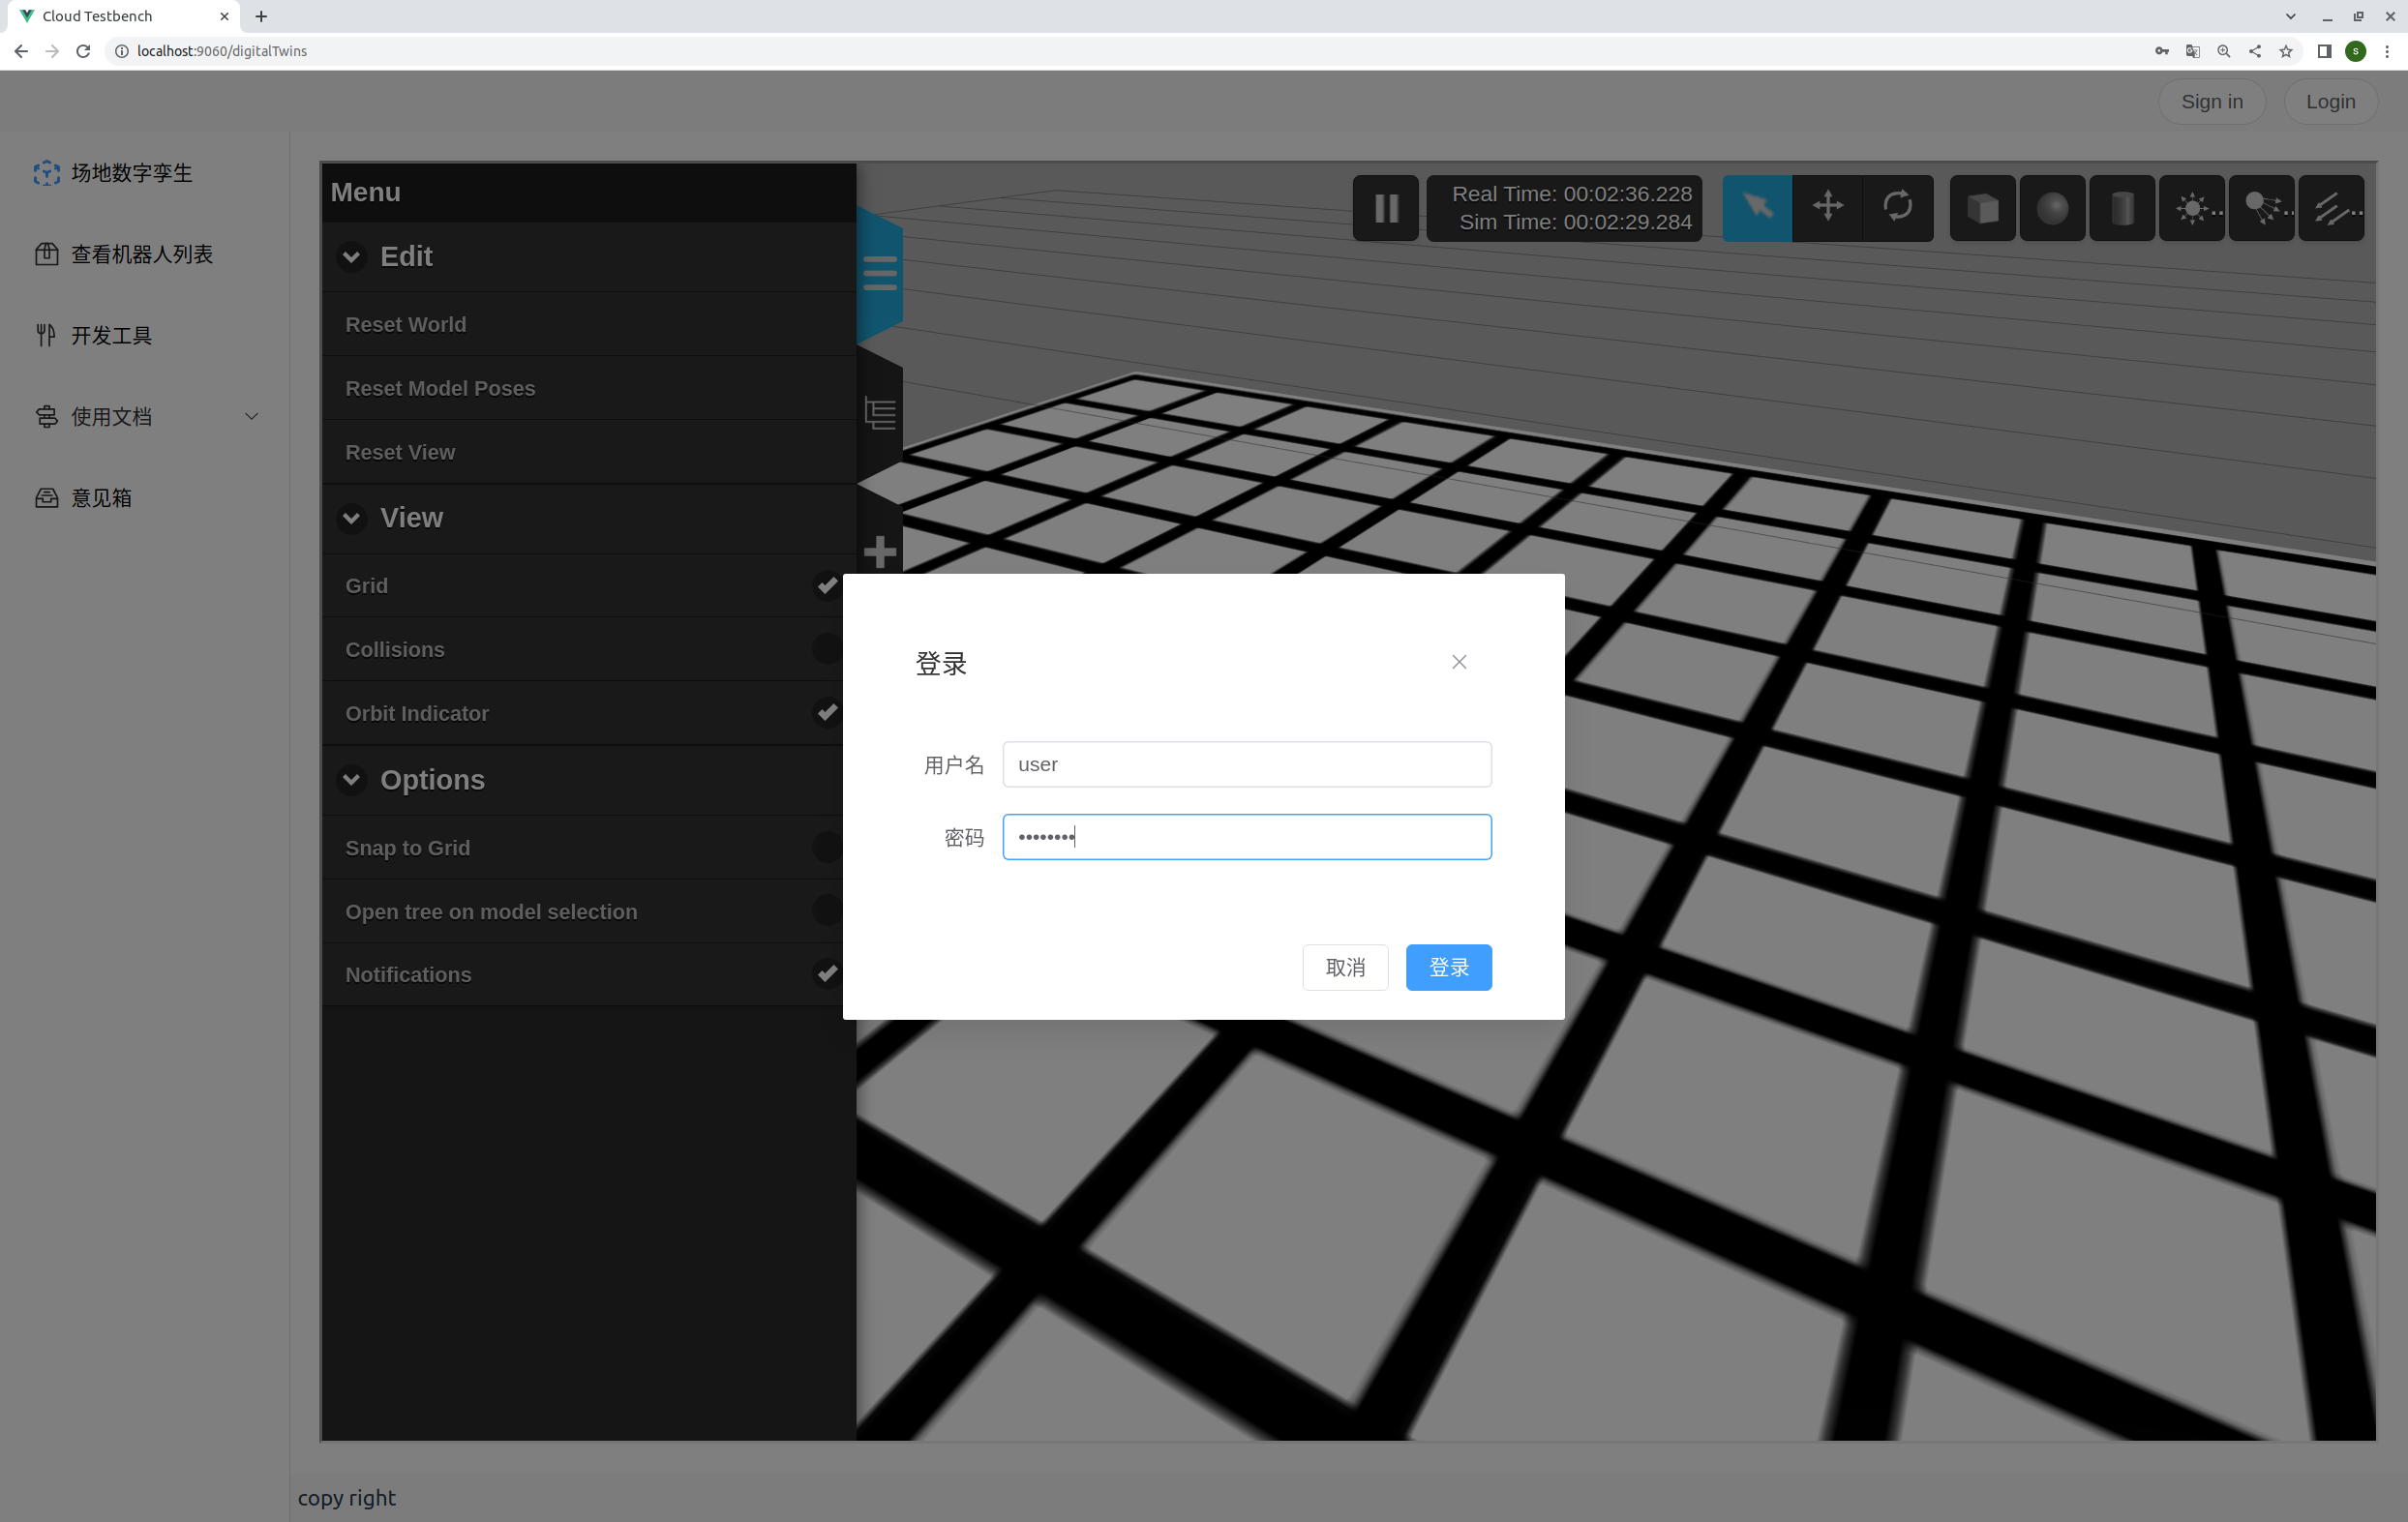 Cloud Testbench
localhost:9060/digitalTwins
S
Sign in
Login
场地数字孪生
查看机器人列表
开发工具
使用文档
意见箱
Menu
Edit
Reset World
Reset Model Poses
Reset View
View
Grid
Collisions
Orbit Indicator
Options
Snap to Grid
Open tree on model selection
Notifications
Real Time: 00:02:36.228
Sim Time: 00:02:29.284
登录
用户名 user
密码 ••••••••
取消 登录
copy right